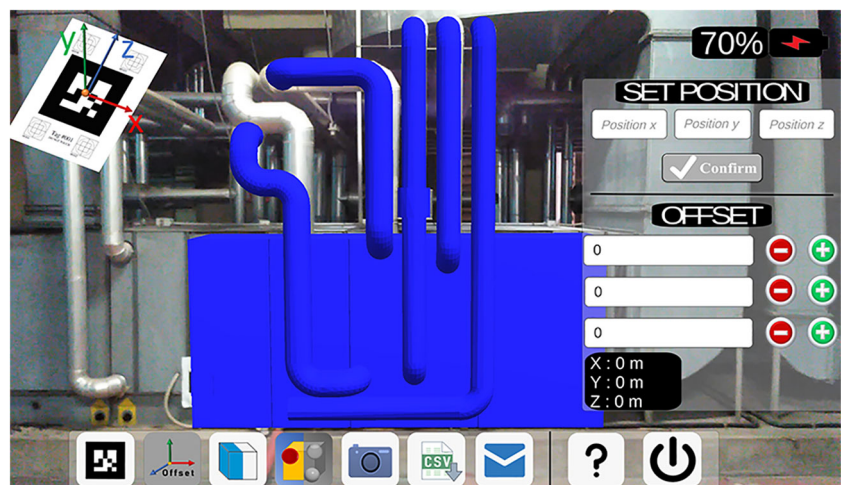 70%
y
z
x
SET POSITION
Position x
Position y
Position z
Confirm
OFFSET
0
0
0
X : 0 m
Y : 0 m
Z : 0 m
Offset
CSV
?